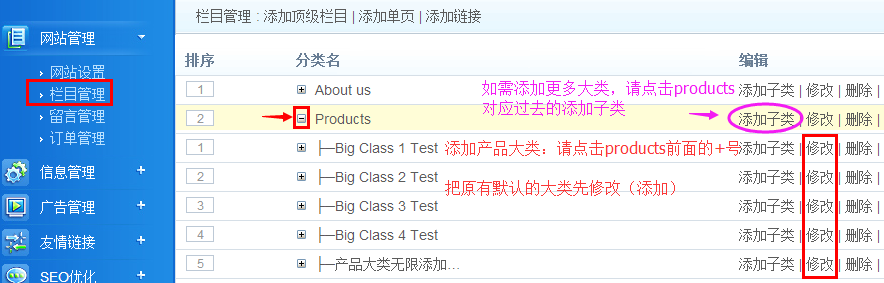 栏目管理 : 添加顶级栏目 | 添加单页 | 添加链接
网站管理
网站设置
栏目管理
留言管理
订单管理
信息管理 +
广告管理 +
友情链接 +
SEO优化 +
排序 分类名 编辑
1 About us 添加子类 | 修改 | 删除 |
如需添加更多大类，请点击products
对应过去的添加子类
2 Products 添加子类 | 修改 | 删除 |
1 ├─Big Class 1 Test 添加子类 | 修改 | 删除 |
添加产品大类：请点击products前面的+号
2 ├─Big Class 2 Test 添加子类 | 修改 | 删除 |
把原有默认的大类先修改（添加）
3 ├─Big Class 3 Test 添加子类 | 修改 | 删除 |
4 ├─Big Class 4 Test 添加子类 | 修改 | 删除 |
5 ├─产品大类无限添加... 添加子类 | 修改 | 删除 |